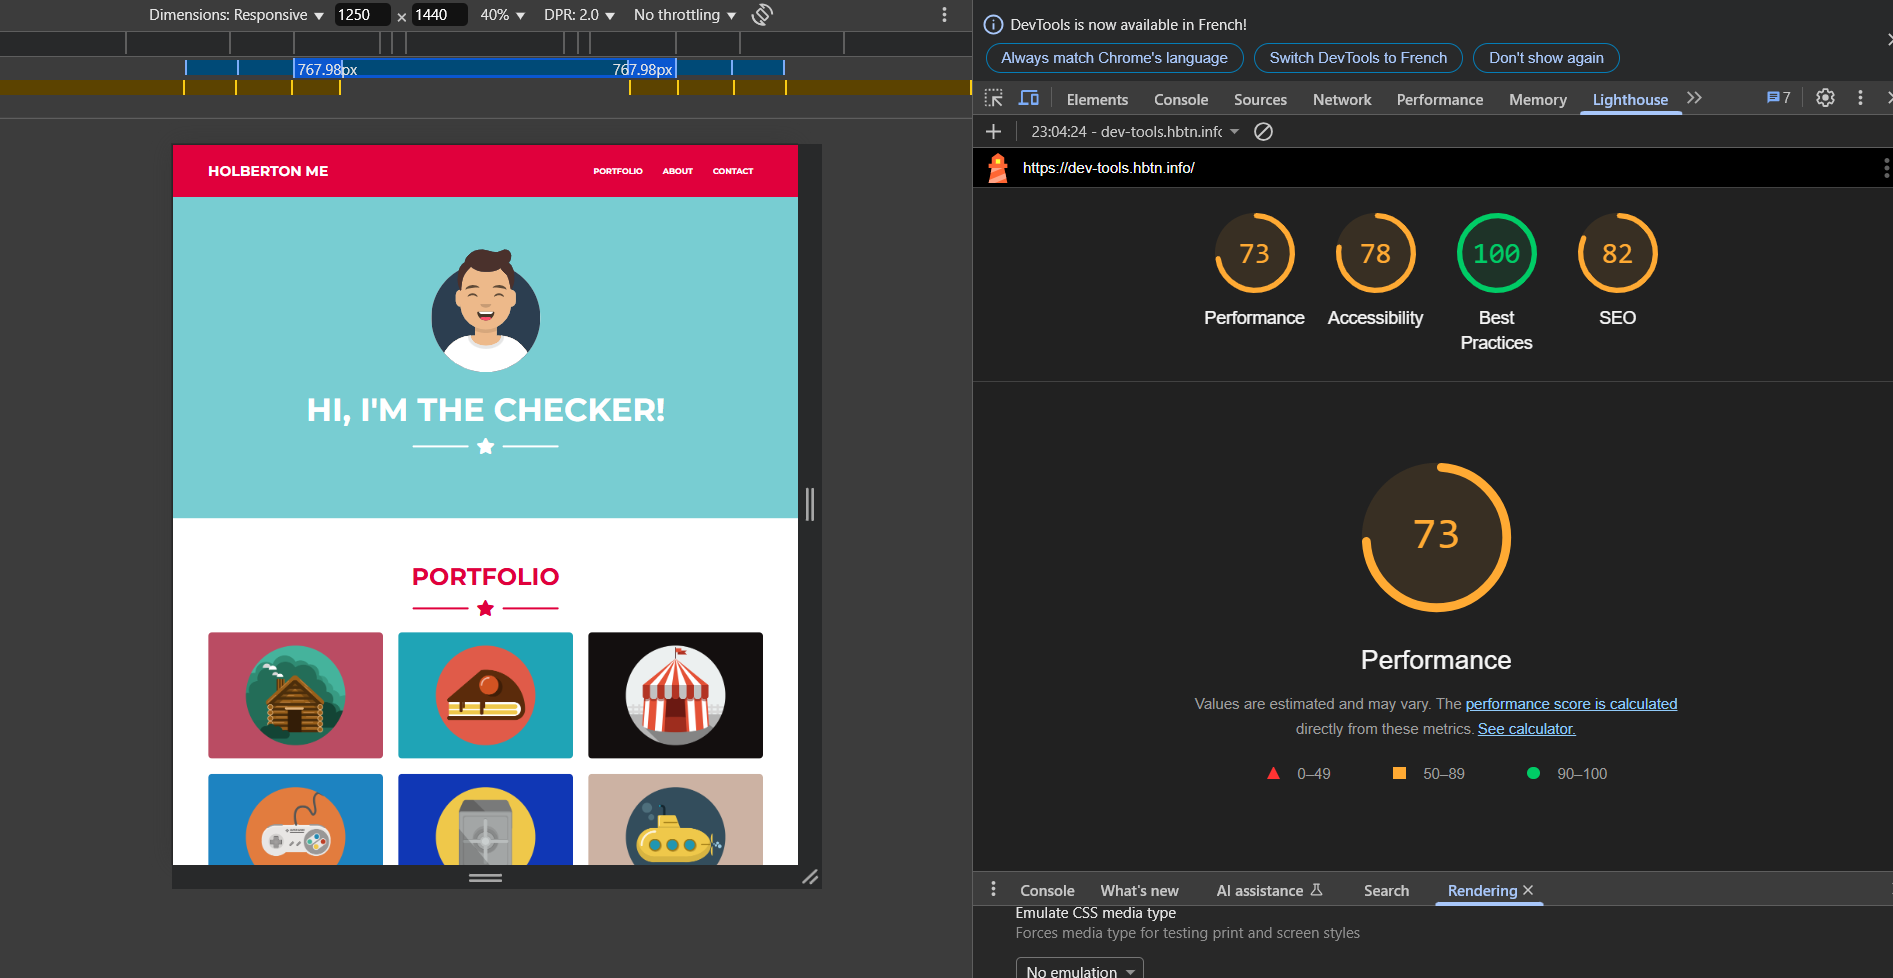 Dimensions: Responsive 1250 × 1440 40% DPR: 2.0 No throttling
767.98px 767.98px
HOLBERTON ME PORTFOLIO ABOUT CONTACT
HI, I'M THE CHECKER!
PORTFOLIO
DevTools is now available in French!
Always match Chrome's language Switch DevTools to French Don't show again
Elements Console Sources Network Performance Memory Lighthouse 7
23:04:24 - dev-tools.hbtn.info
https://dev-tools.hbtn.info/
73 78 100 82
Performance Accessibility Best Practices SEO
73
Performance
Values are estimated and may vary. The performance score is calculated
directly from these metrics. See calculator.
0–49 50–89 90–100
Console What's new AI assistance Search Rendering
Emulate CSS media type
Forces media type for testing print and screen styles
No emulation